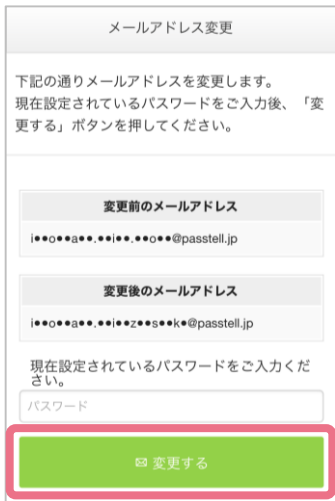 メールアドレス変更
下記の通りメールアドレスを変更します。
現在設定されているパスワードをご入力後、「変
更する」ボタンを押してください。
変更前のメールアドレス
i●●o●●a●●.●●i●●.●●o●●@passtell.jp
変更後のメールアドレス
i●●o●●a●●.●●i●●z●●s●●k●@passtell.jp
現在設定されているパスワードをご入力くだ
さい。
パスワード
✉ 変更する